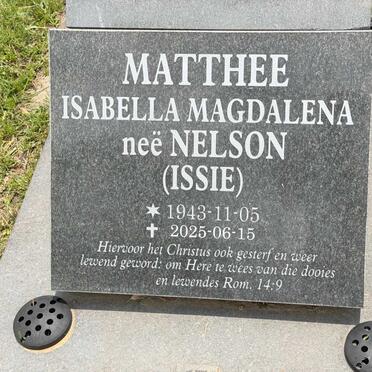 MATTHEE
ISABELLA MAGDALENA
neë NELSON
(ISSIE)
* 1943-11-05
✝ 2025-06-15
Hiervoor het Christus ook gesterf en weer
lewend geword: om Here te wees van die dooies
en lewendes Rom. 14-9